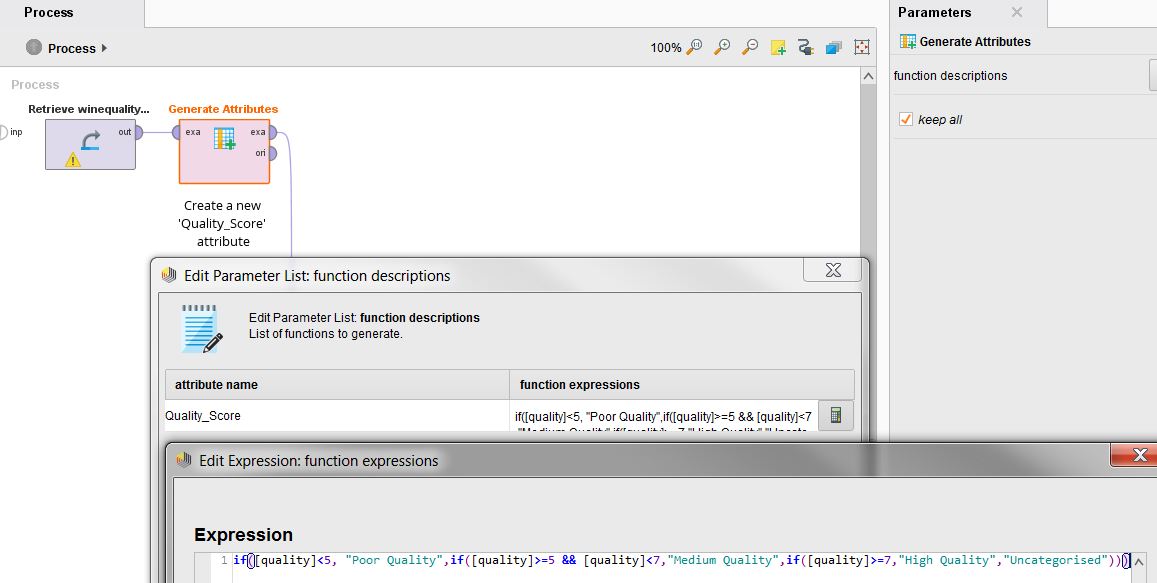 Process
Parameters
Process
100%
Generate Attributes
function descriptions
keep all
Process
Retrieve winequality...
Generate Attributes
inp
out
exa
exa
ori
Create a new
'Quality_Score'
attribute
Edit Parameter List: function descriptions
Edit Parameter List: function descriptions
List of functions to generate.
attribute name
function expressions
Quality_Score
if([quality]<5, "Poor Quality",if([quality]>=5 && [quality]<7
Edit Expression: function expressions
Expression
1 if([quality]<5, "Poor Quality",if([quality]>=5 && [quality]<7,"Medium Quality",if([quality]>=7,"High Quality","Uncategorised")))